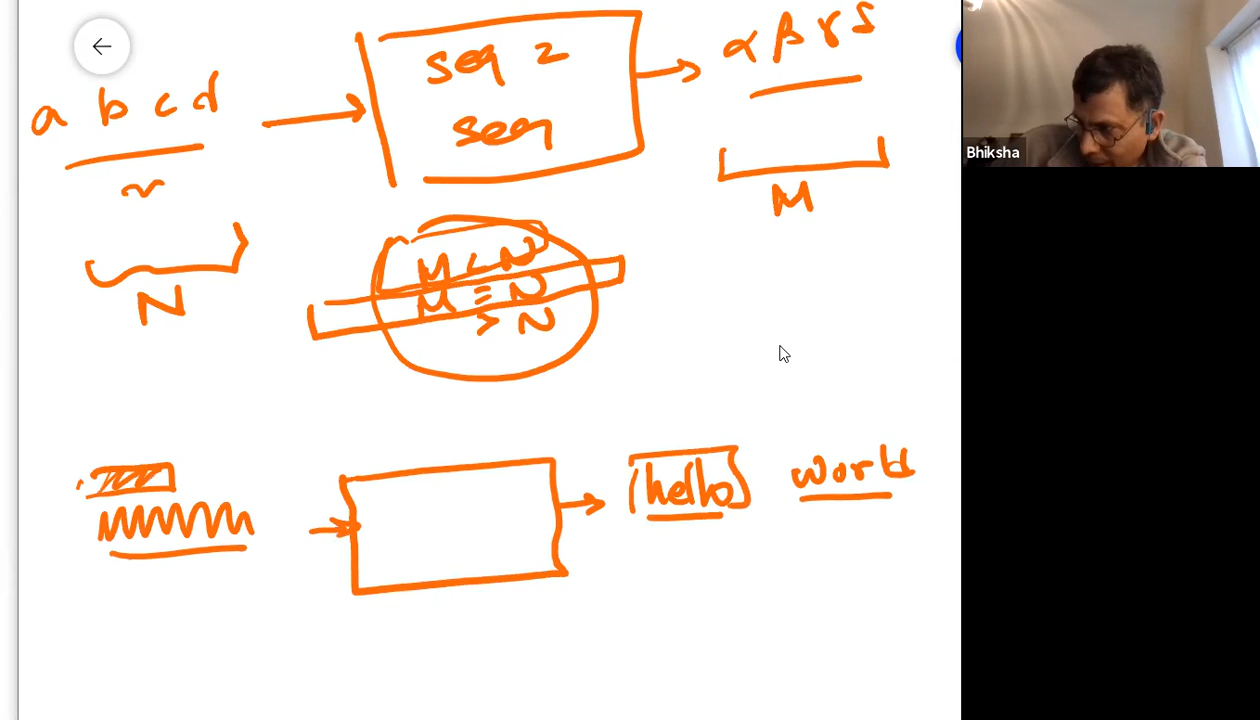 a b c d
N
seq 2
seq
α β γ δ
M
M < N
M = N
> N
hello world
Bhiksha